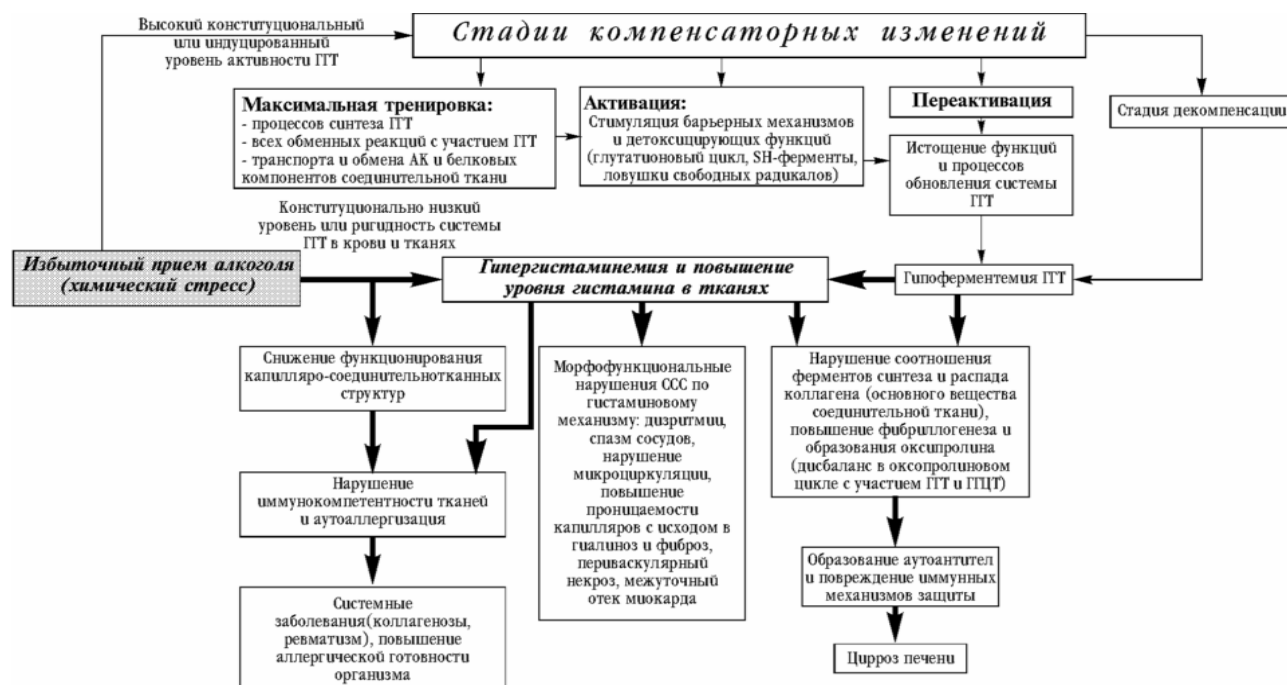 Высокий конституциональный
или индуцированный
уровень активности ГГТ
Стадии компенсаторных изменений
Максимальная тренировка:
- процессов синтеза ГГТ
- всех обменных реакций с участием ГГТ
- транспорта и обмена АК и белковых
компонентов соединительной ткани
Активация:
Стимуляция барьерных механизмов
и детоксицирующих функций
(глутатионовый цикл, SH-ферменты,
ловушки свободных радикалов)
Переактивация
Истощение функций
и процессов
обновления системы
ГГТ
Стадия декомпенсации
Конституционально низкий
уровень или ригидность системы
ГГТ в крови и тканях
Избыточный прием алкоголя
(химический стресс)
Гипергистаминемия и повышение
уровня гистамина в тканях
Гипоферментемия ГГТ
Снижение функционирования
капилляро-соединительнотканных
структур
Нарушение
иммунокомпетентности тканей
и аутоаллергизация
Системные
заболевания(коллагенозы,
ревматизм), повышение
аллергической готовности
организма
Морфофункциональные
нарушения ССС по
гистаминовому
механизму: дизритмии,
спазм сосудов,
нарушение
микроциркуляции,
повышение
проницаемости
капилляров с исходом в
гиалиноз и фиброз,
периваскулярный
некроз, межуточный
отек миокарда
Нарушение соотношения
ферментов синтеза и распада
коллагена (основного вещества
соединительной ткани),
повышение фибриллогенеза и
образования оксипролина
(дисбаланс в оксопролиновом
цикле с участием ГГТ и ГГЦТ)
Образование аутоантител
и повреждение иммунных
механизмов защиты
Цирроз печени